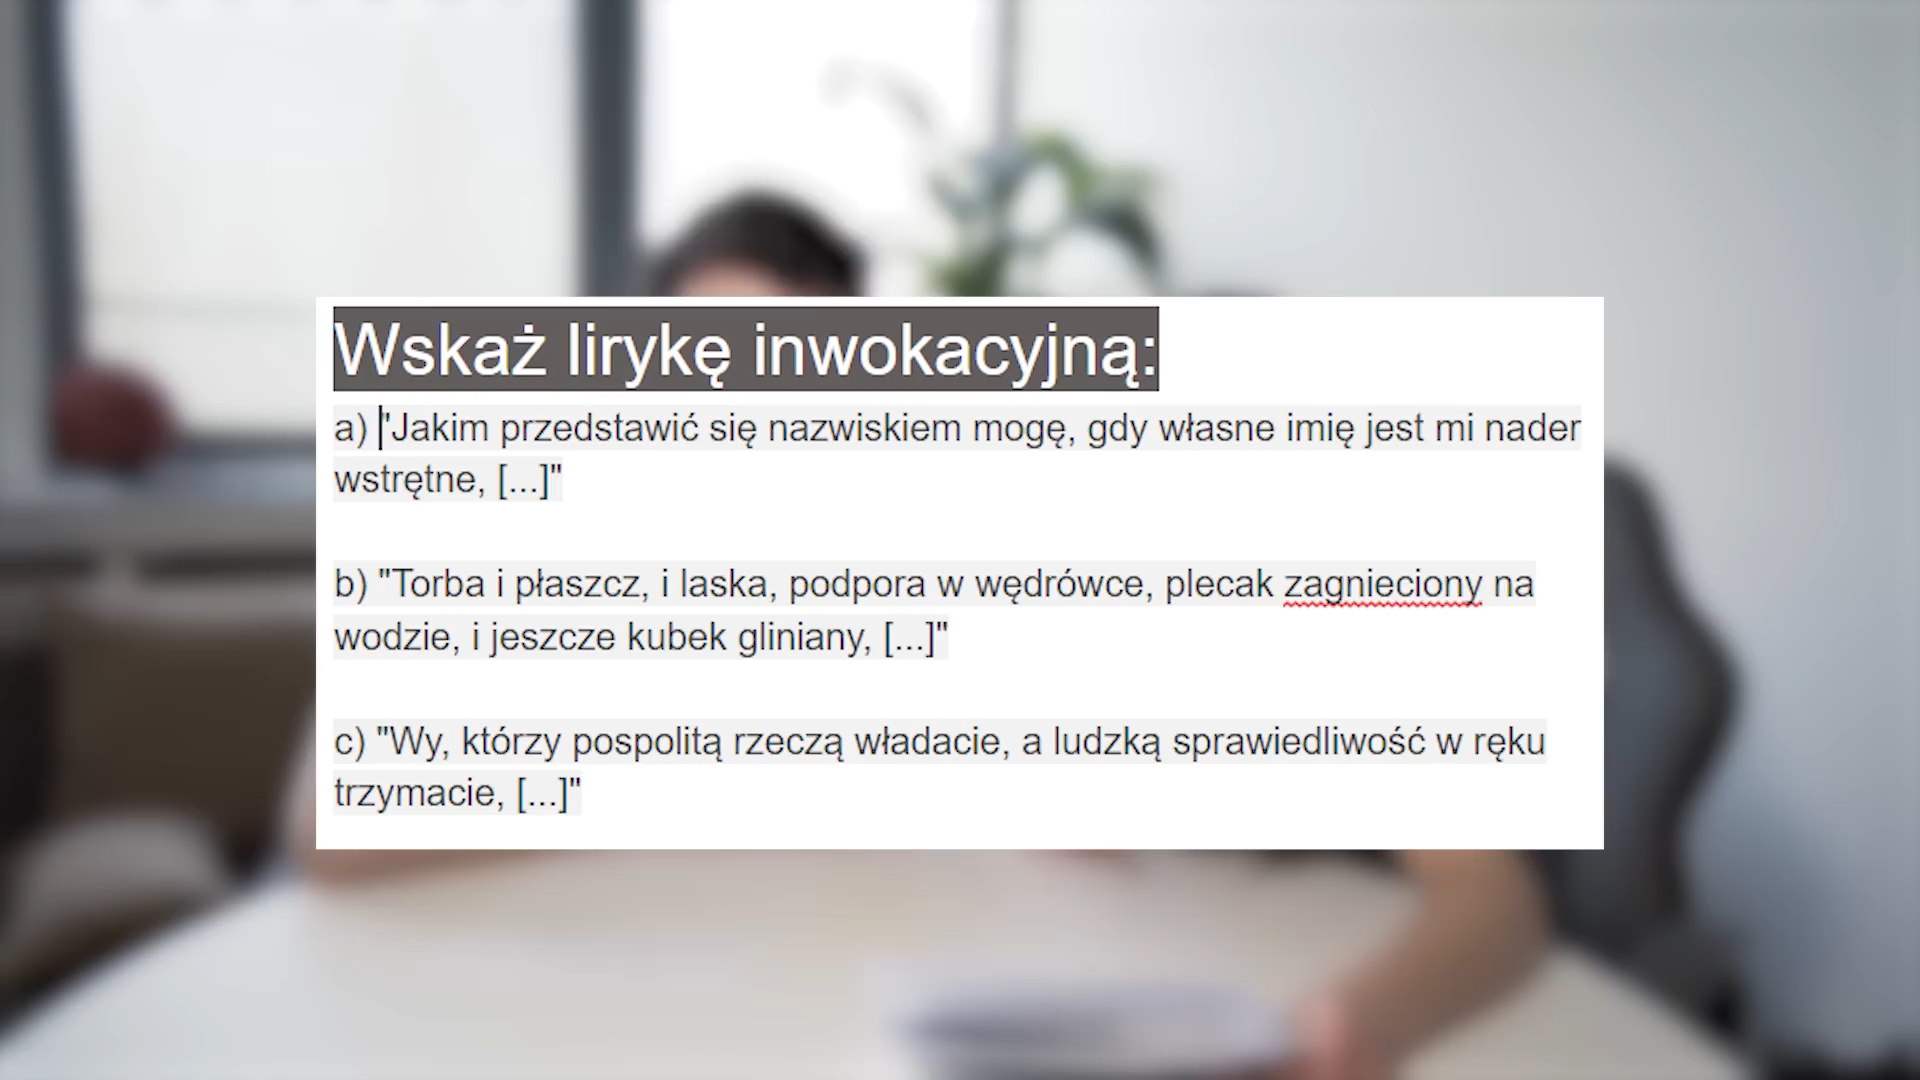 Wskaż lirykę inwokacyjną:
a) "Jakim przedstawić się nazwiskiem mogę, gdy własne imię jest mi nader
wstrętne, [...]"
b) "Torba i płaszcz, i laska, podpora w wędrówce, plecak zagnieciony na
wodzie, i jeszcze kubek gliniany, [...]"
c) "Wy, którzy pospolitą rzeczą władacie, a ludzką sprawiedliwość w ręku
trzymacie, [...]"